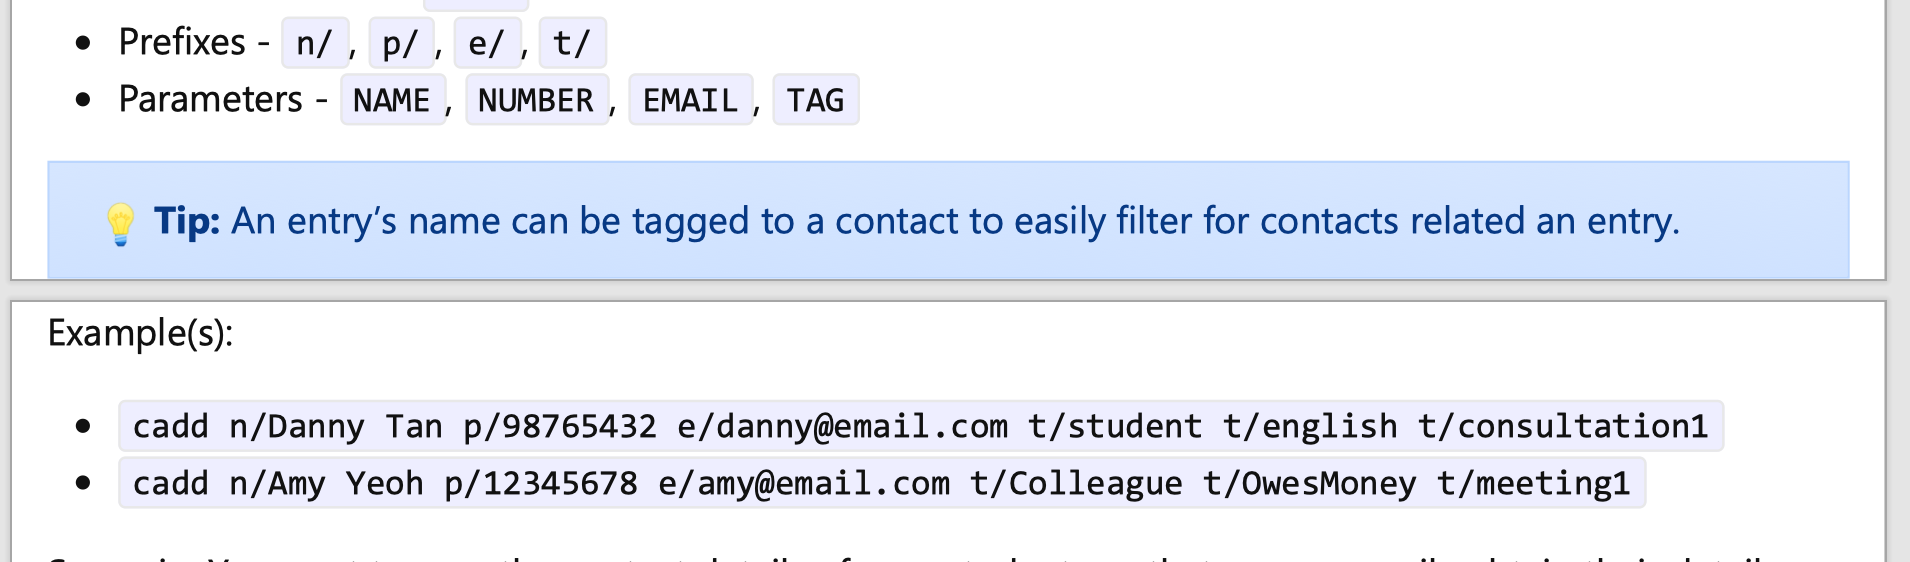 Prefixes - n/, p/, e/, t/
Parameters - NAME, NUMBER, EMAIL, TAG
Tip: An entry’s name can be tagged to a contact to easily filter for contacts related an entry.
Example(s):
cadd n/Danny Tan p/98765432 e/danny@email.com t/student t/english t/consultation1
cadd n/Amy Yeoh p/12345678 e/amy@email.com t/Colleague t/OwesMoney t/meeting1